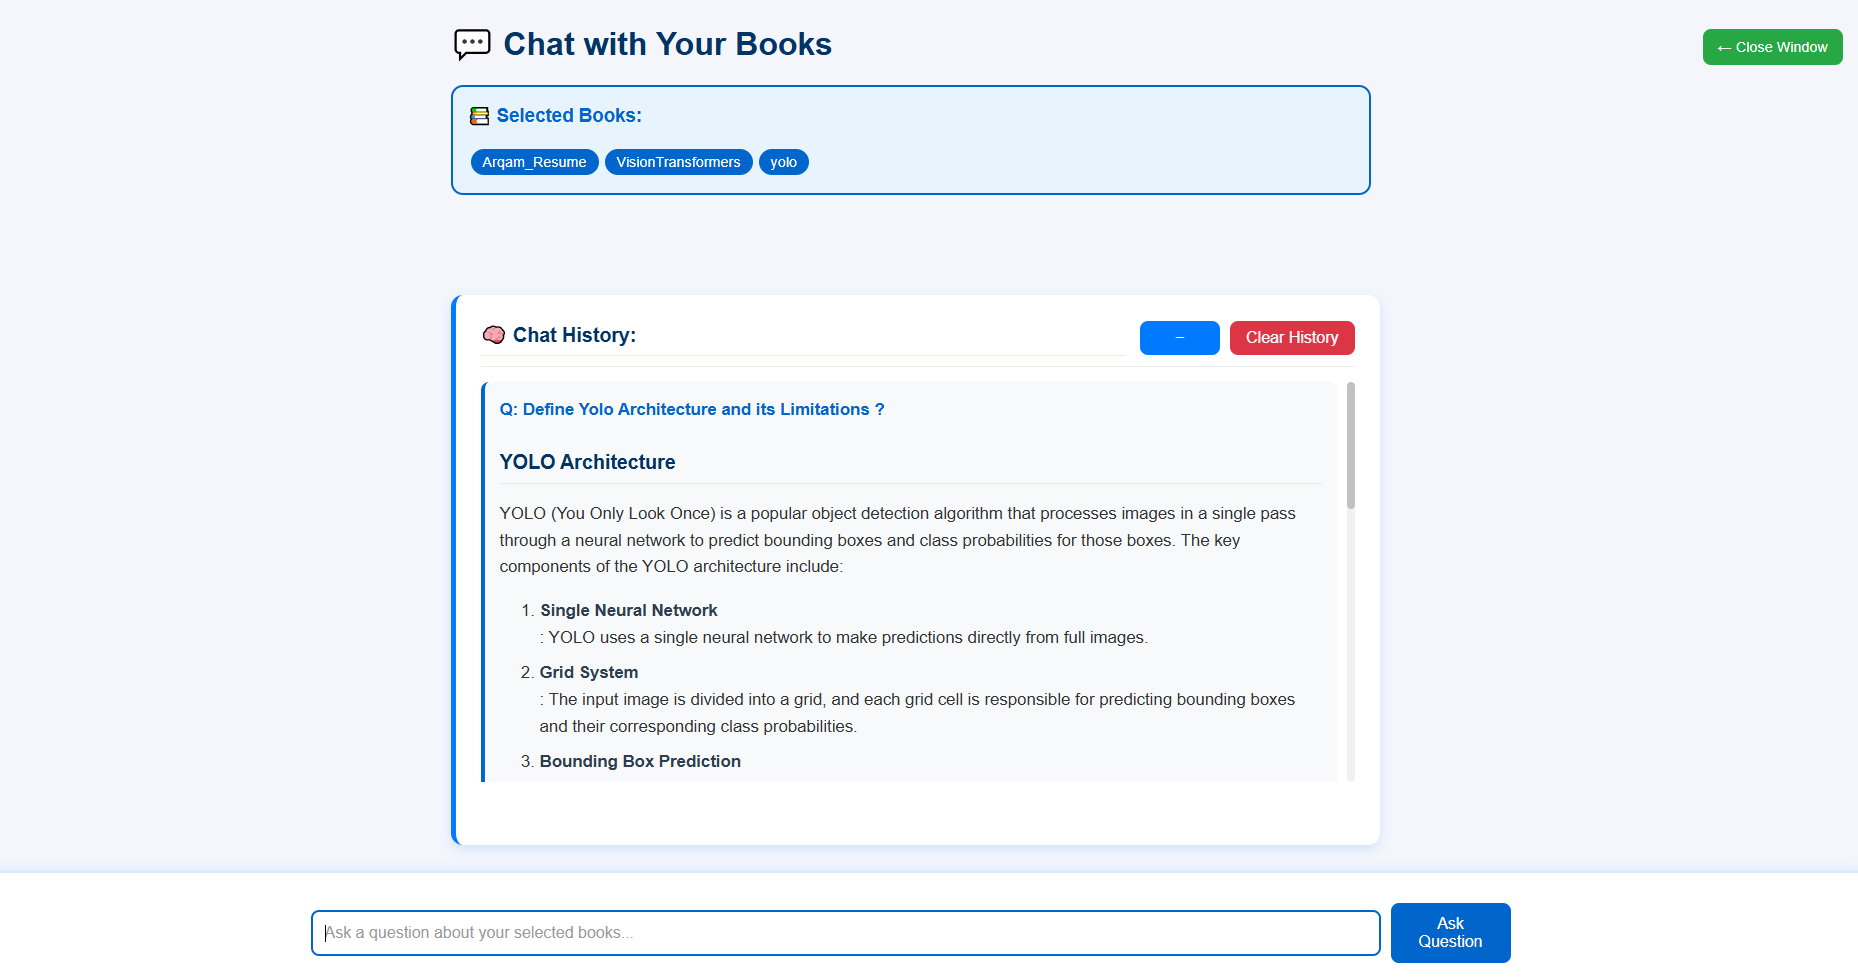 Chat with Your Books
← Close Window
Selected Books:
Arqam_Resume VisionTransformers yolo
Chat History:
–
Clear History
Q: Define Yolo Architecture and its Limitations ?
YOLO Architecture
YOLO (You Only Look Once) is a popular object detection algorithm that processes images in a single pass
through a neural network to predict bounding boxes and class probabilities for those boxes. The key
components of the YOLO architecture include:
1. Single Neural Network
: YOLO uses a single neural network to make predictions directly from full images.
2. Grid System
: The input image is divided into a grid, and each grid cell is responsible for predicting bounding boxes
and their corresponding class probabilities.
3. Bounding Box Prediction
Ask a question about your selected books...
Ask
Question